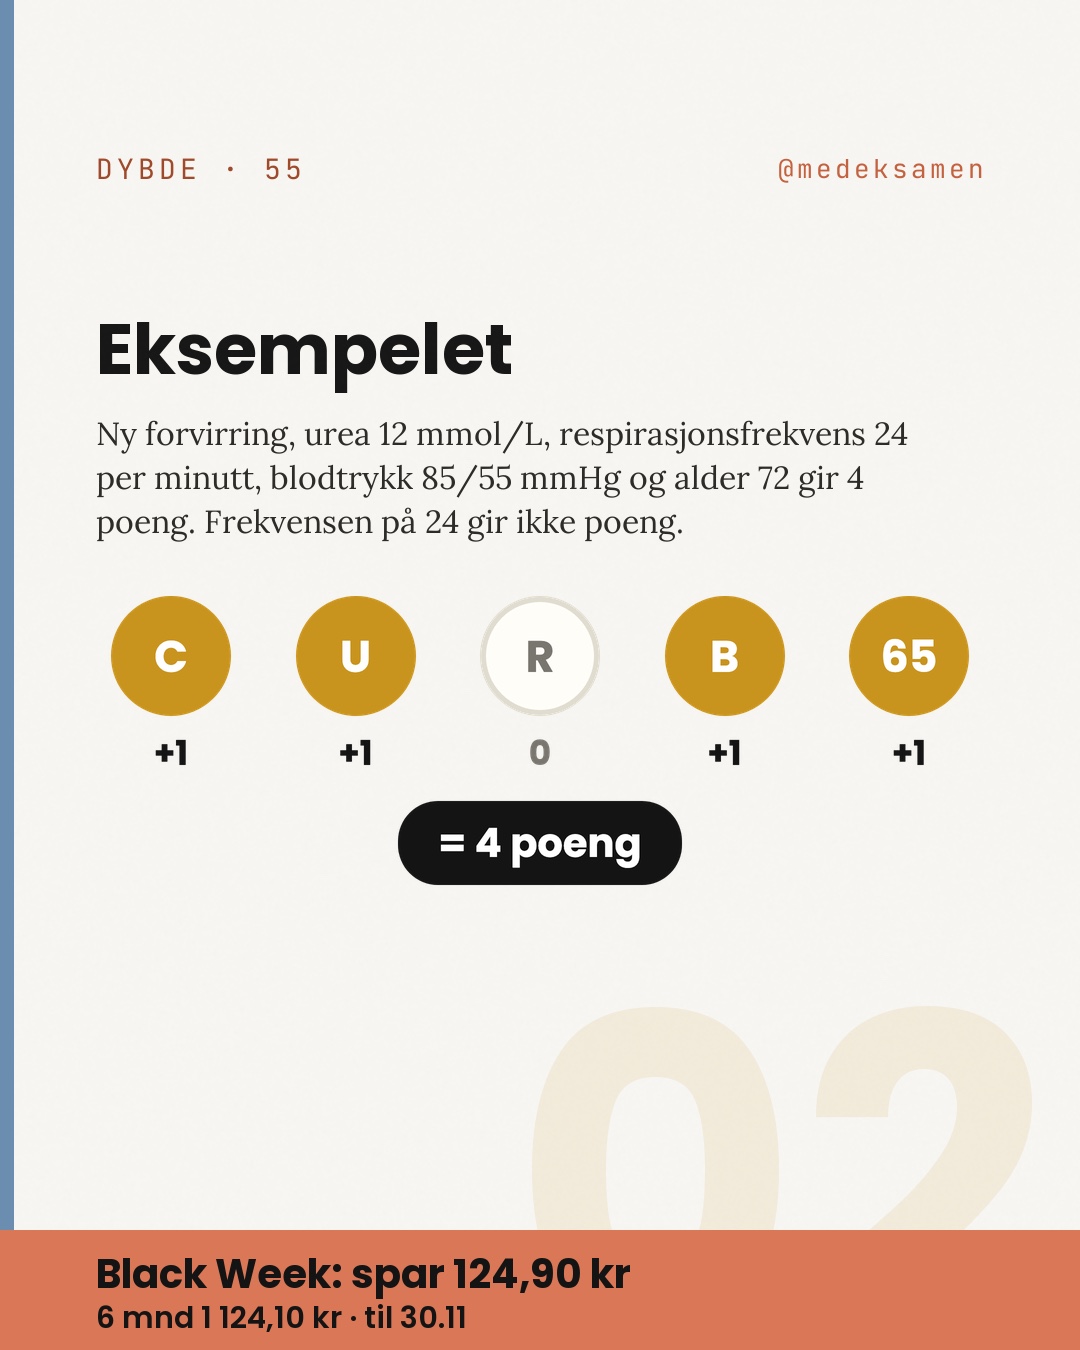 DYBDE · 55
@medeksamen
Eksempelet
Ny forvirring, urea 12 mmol/L, respirasjonsfrekvens 24
per minutt, blodtrykk 85/55 mmHg og alder 72 gir 4
poeng. Frekvensen på 24 gir ikke poeng.
C U R B 65
+1 +1 0 +1 +1
= 4 poeng
02
Black Week: spar 124,90 kr
6 mnd 1 124,10 kr · til 30.11